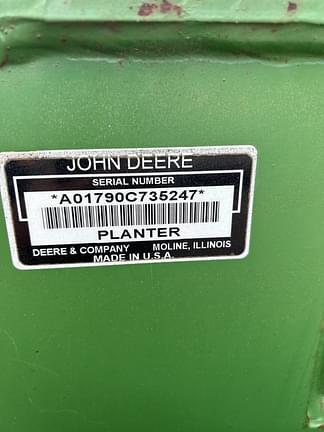 JOHN DEERE
SERIAL NUMBER
*A01790C735247*
PLANTER
DEERE & COMPANY MOLINE, ILLINOIS
MADE IN U.S.A.